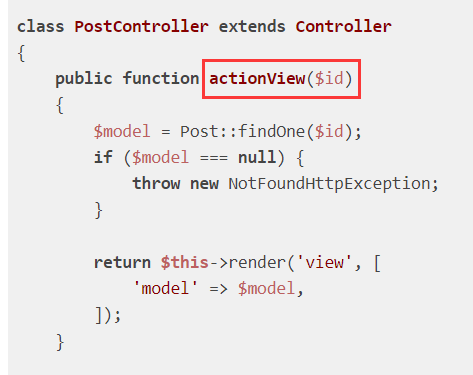 class PostController extends Controller
{
    public function actionView($id)
    {
        $model = Post::findOne($id);
        if ($model === null) {
            throw new NotFoundHttpException;
        }

        return $this->render('view', [
            'model' => $model,
        ]);
    }